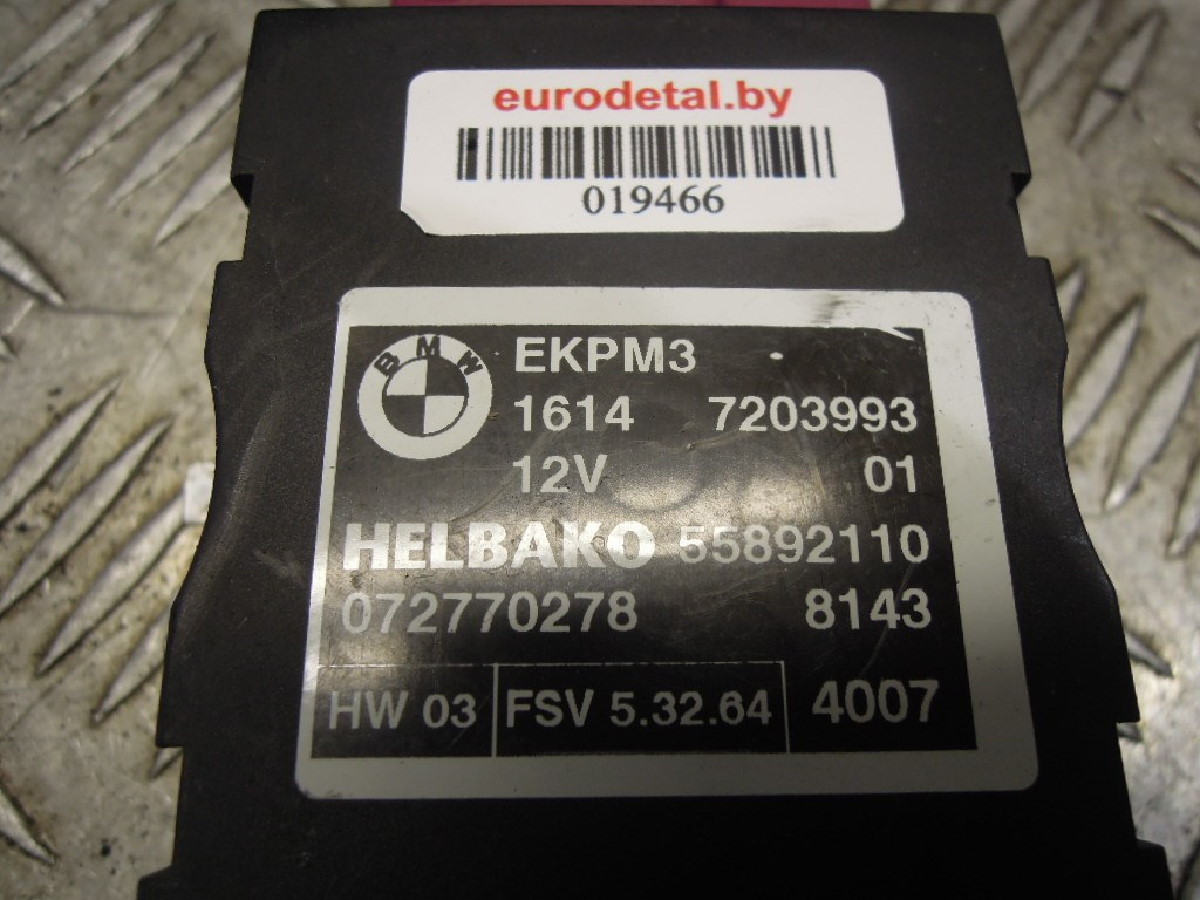 eurodetal.by
019466
BMW EKPM3
1614 7203993
12V 01
HELBAKO 55892110
072770278 8143
HW 03 FSV 5.32.64 4007